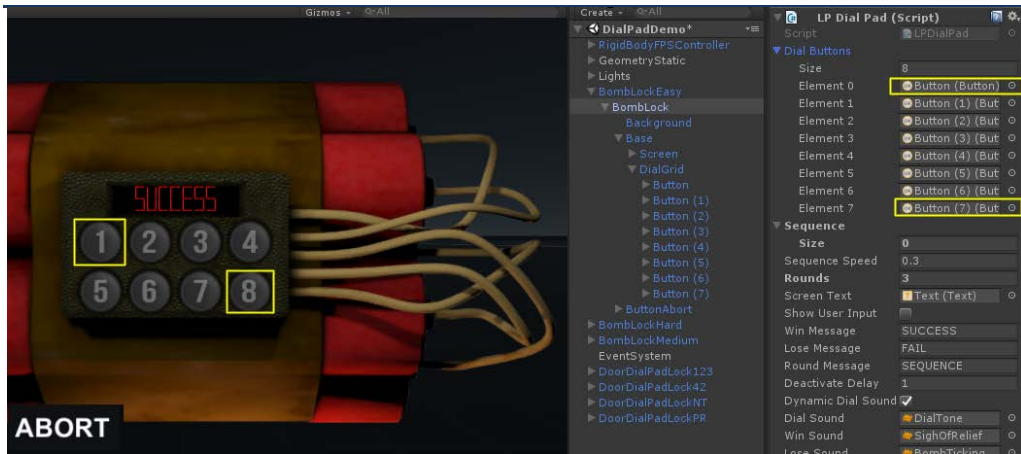 Gizmos
All
SUCCESS
1 2 3 4
5 6 7 8
ABORT
Create
All
DialPadDemo*
RigidBodyFPSController
GeometryStatic
Lights
BombLockEasy
BombLock
Background
Base
Screen
DialGrid
Button
Button (1)
Button (2)
Button (3)
Button (4)
Button (5)
Button (6)
Button (7)
ButtonAbort
BombLockHard
BombLockMedium
EventSystem
DoorDialPadLock123
DoorDialPadLock42
DoorDialPadLockNT
DoorDialPadLockPR
LP Dial Pad (Script)
Script LPDialPad
Dial Buttons
Size 8
Element 0 Button (Button)
Element 1 Button (1) (But
Element 2 Button (2) (But
Element 3 Button (3) (But
Element 4 Button (4) (But
Element 5 Button (5) (But
Element 6 Button (6) (But
Element 7 Button (7) (But
Sequence
Size 0
Sequence Speed 0.3
Rounds 3
Screen Text Text (Text)
Show User Input
Win Message SUCCESS
Lose Message FAIL
Round Message SEQUENCE
Deactivate Delay 1
Dynamic Dial Sound
Dial Sound DialTone
Win Sound SighOfRelief
Lose Sound BombTicking